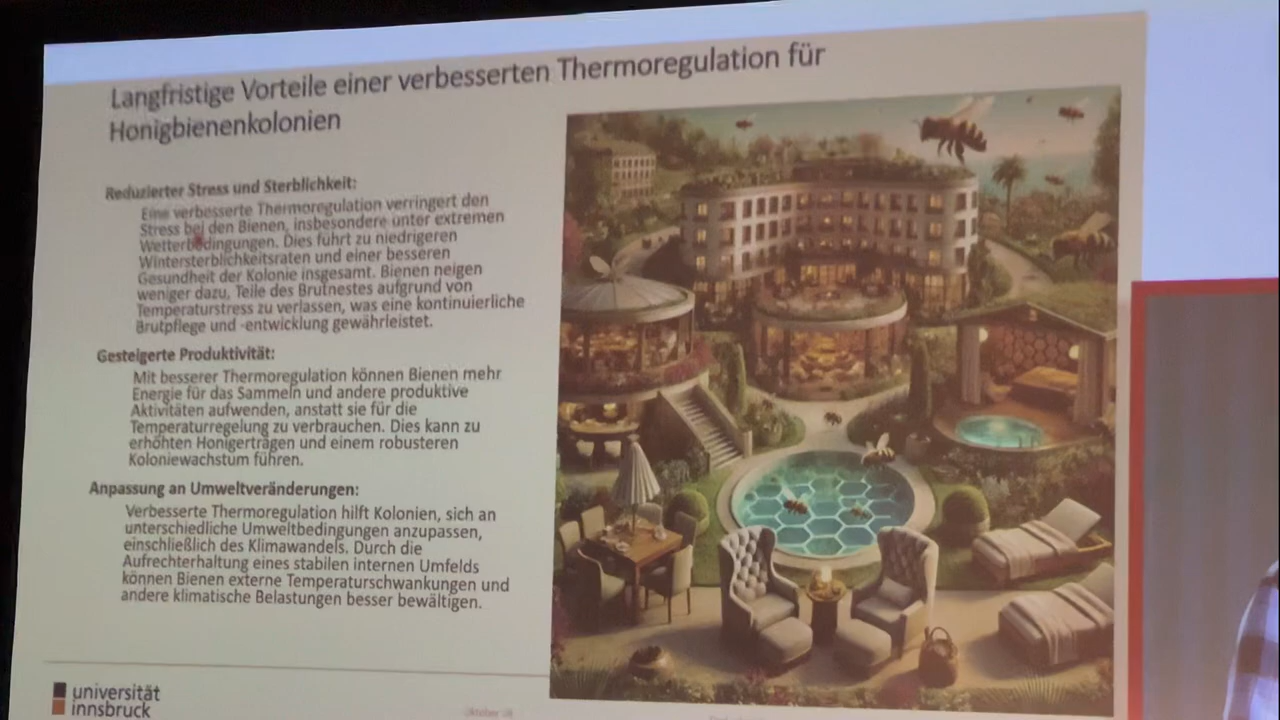 Langfristige Vorteile einer verbesserten Thermoregulation für
Honigbienenkolonien
Reduzierter Stress und Sterblichkeit:
Eine verbesserte Thermoregulation verringert den
Stress bei den Bienen, insbesondere unter extremen
Wetterbedingungen. Dies führt zu niedrigeren
Wintersterblichkeitsraten und einer besseren
Gesundheit der Kolonie insgesamt. Bienen neigen
weniger dazu, Teile des Brutnestes aufgrund von
Temperaturstress zu verlassen, was eine kontinuierliche
Brutpflege und -entwicklung gewährleistet.
Gesteigerte Produktivität:
Mit besserer Thermoregulation können Bienen mehr
Energie für das Sammeln und andere produktive
Aktivitäten aufwenden, anstatt sie für die
Temperaturregelung zu verbrauchen. Dies kann zu
erhöhten Honigerträgen und einem robusteren
Koloniewachstum führen.
Anpassung an Umweltveränderungen:
Verbesserte Thermoregulation hilft Kolonien, sich an
unterschiedliche Umweltbedingungen anzupassen,
einschließlich des Klimawandels. Durch die
Aufrechterhaltung eines stabilen internen Umfelds
können Bienen externe Temperaturschwankungen und
andere klimatische Belastungen besser bewältigen.
universität
innsbruck